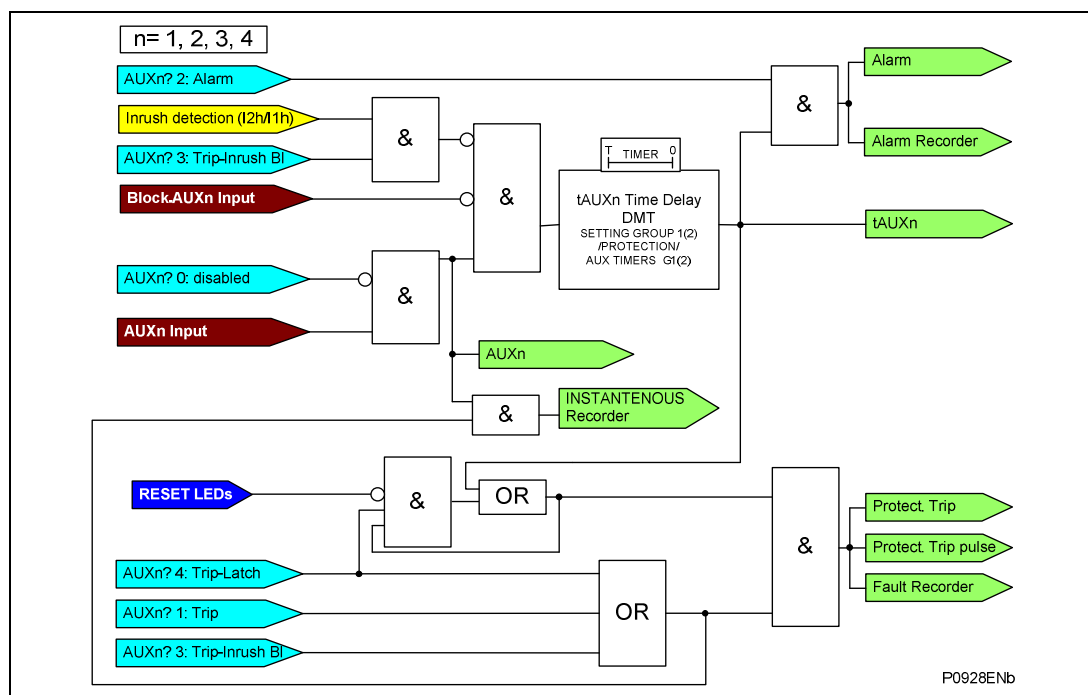 n= 1, 2, 3, 4
AUXn? 2: Alarm
Inrush detection (I2h/I1h)
AUXn? 3: Trip-Inrush Bl
Block.AUXn Input
AUXn? 0: disabled
AUXn Input
&
&
&
T TIMER 0
tAUXn Time Delay
DMT
SETTING GROUP 1(2)
/PROTECTION/
AUX TIMERS G1(2)
&
Alarm
Alarm Recorder
tAUXn
AUXn
&
INSTANTENOUS
Recorder
RESET LEDs
&
OR
AUXn? 4: Trip-Latch
AUXn? 1: Trip
AUXn? 3: Trip-Inrush Bl
OR
&
Protect. Trip
Protect. Trip pulse
Fault Recorder
P0928ENb